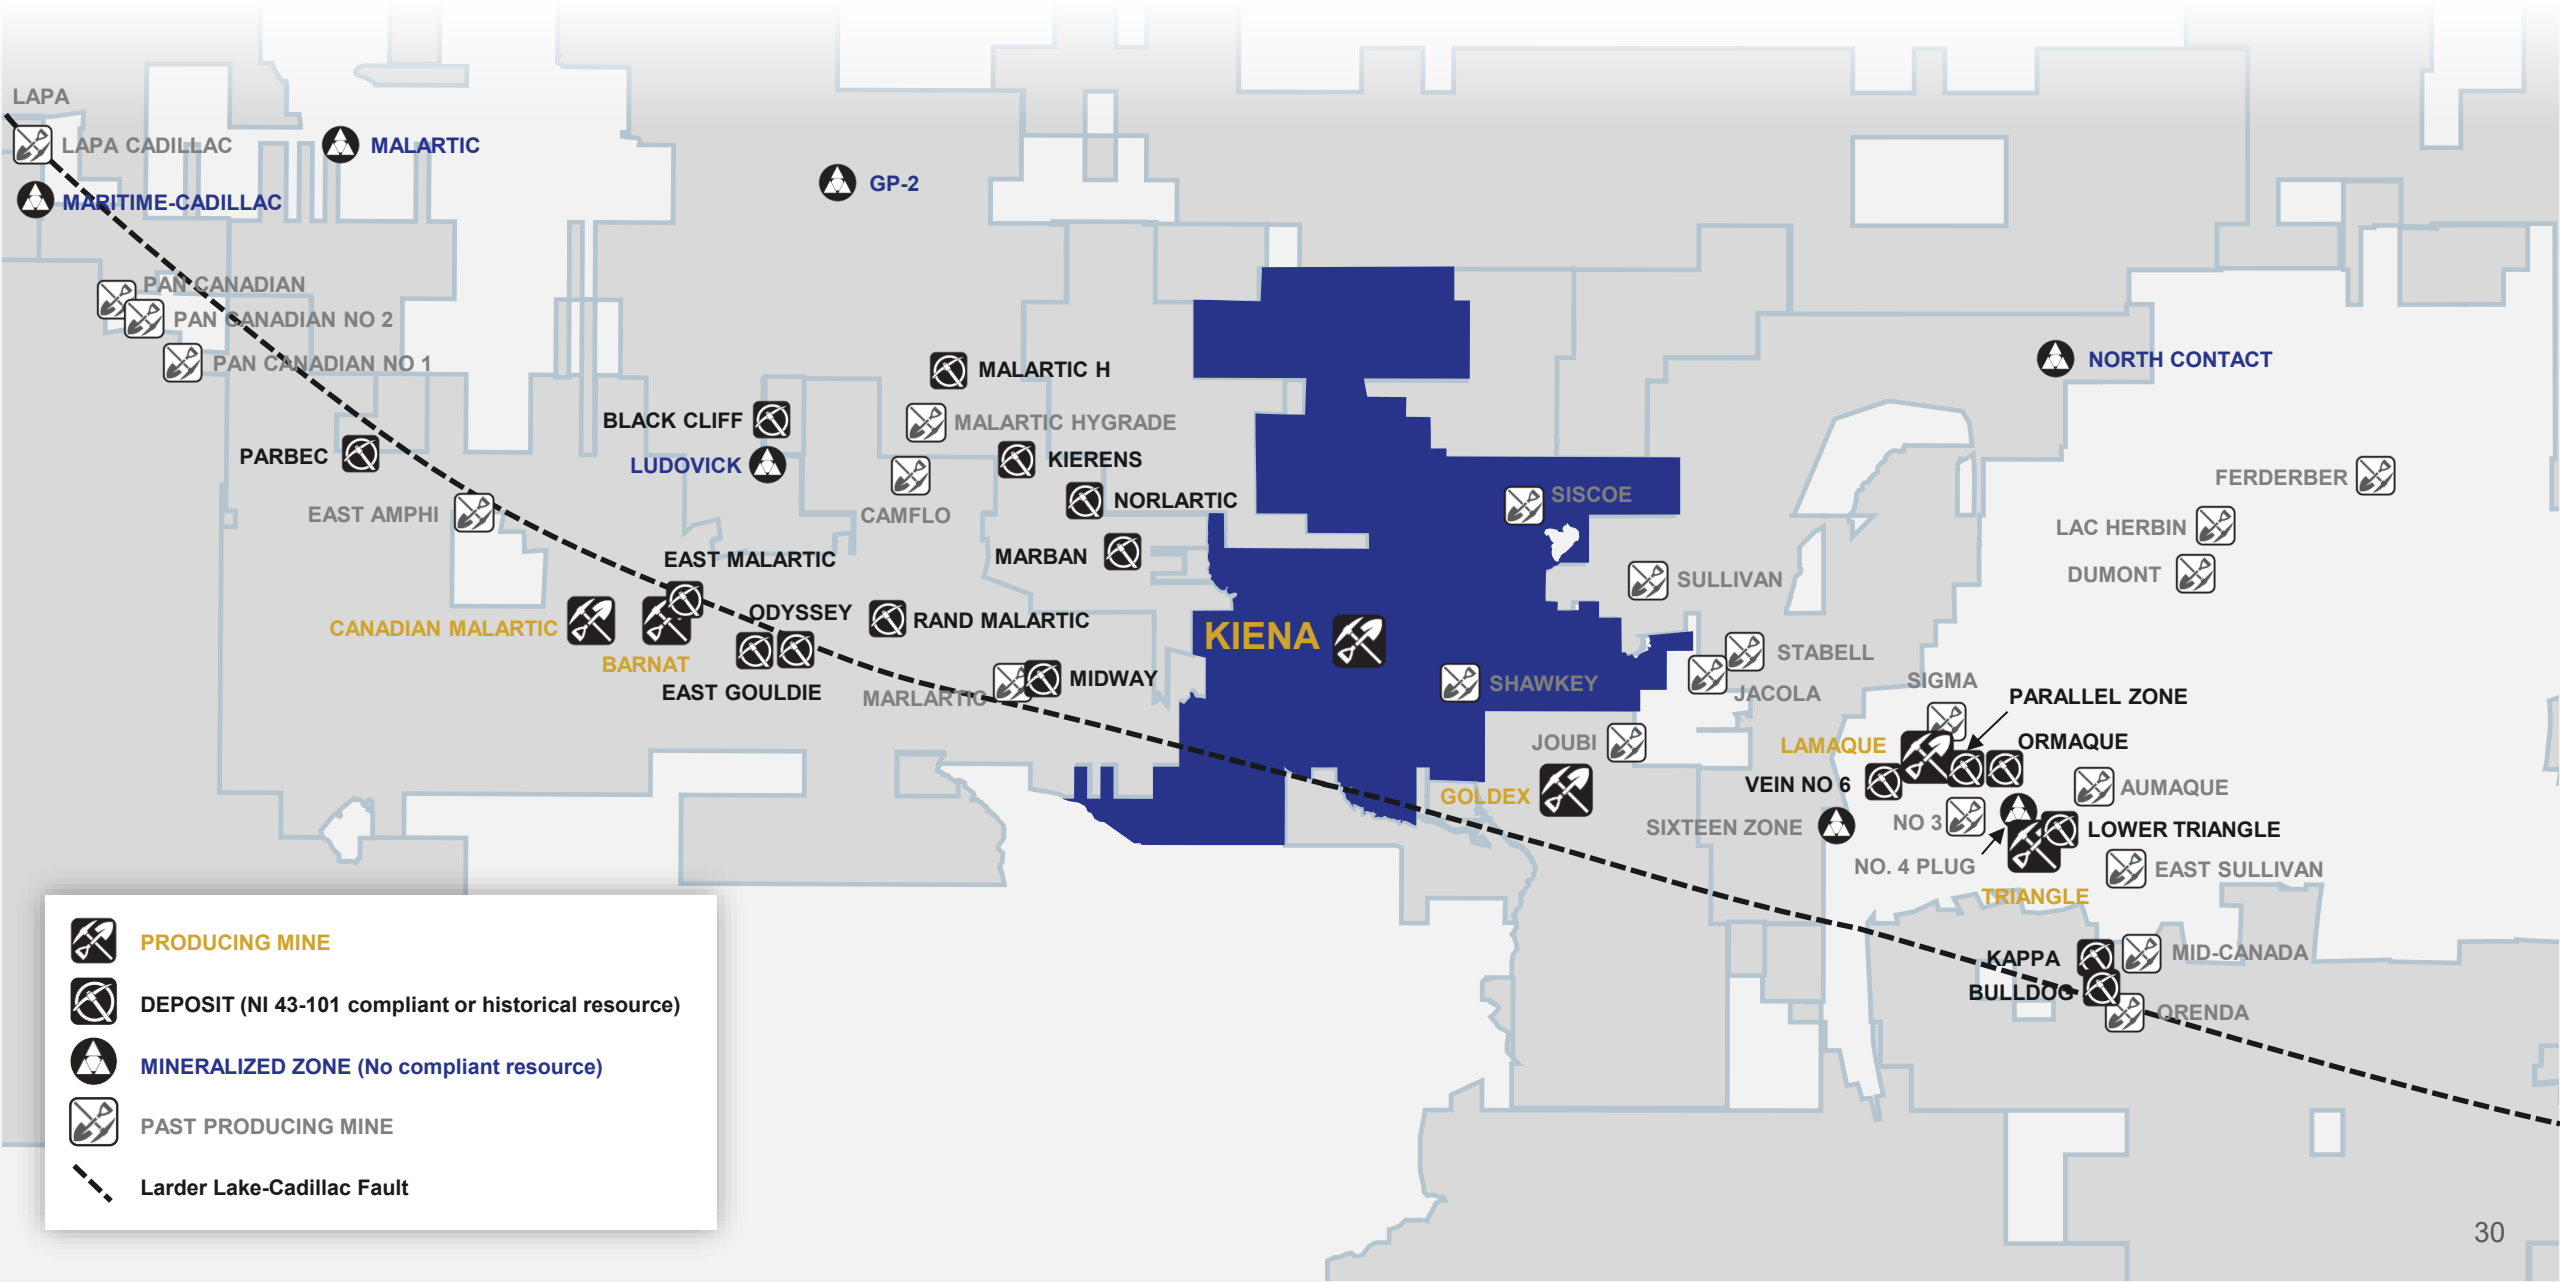 LAPA
LAPA CADILLAC
MALARTIC
GP-2
MARITIME-CADILLAC
PAN CANADIAN
PAN CANADIAN NO 2
PAN CANADIAN NO 1
NORTH CONTACT
MALARTIC H
BLACK CLIFF
MALARTIC HYGRADE
PARBEC
LUDOVICK
KIERENS
FERDERBER
SISCOE
NORLARTIC
EAST AMPHI
CAMFLO
LAC HERBIN
EAST MALARTIC
MARBAN
DUMONT
SULLIVAN
ODYSSEY
RAND MALARTIC
CANADIAN MALARTIC
KIENA
STABELL
BARNAT
EAST GOULDIE
MIDWAY
SHAWKEY
SIGMA
MARLARTIC
JACOLA
PARALLEL ZONE
JOUBI
LAMAQUE
ORMAQUE
VEIN NO 6
AUMAQUE
GOLDEX
SIXTEEN ZONE
NO 3
LOWER TRIANGLE
NO. 4 PLUG
EAST SULLIVAN
TRIANGLE
KAPPA
MID-CANADA
BULLDOG
ORENDA
PRODUCING MINE
DEPOSIT (NI 43-101 compliant or historical resource)
MINERALIZED ZONE (No compliant resource)
PAST PRODUCING MINE
Larder Lake-Cadillac Fault
30